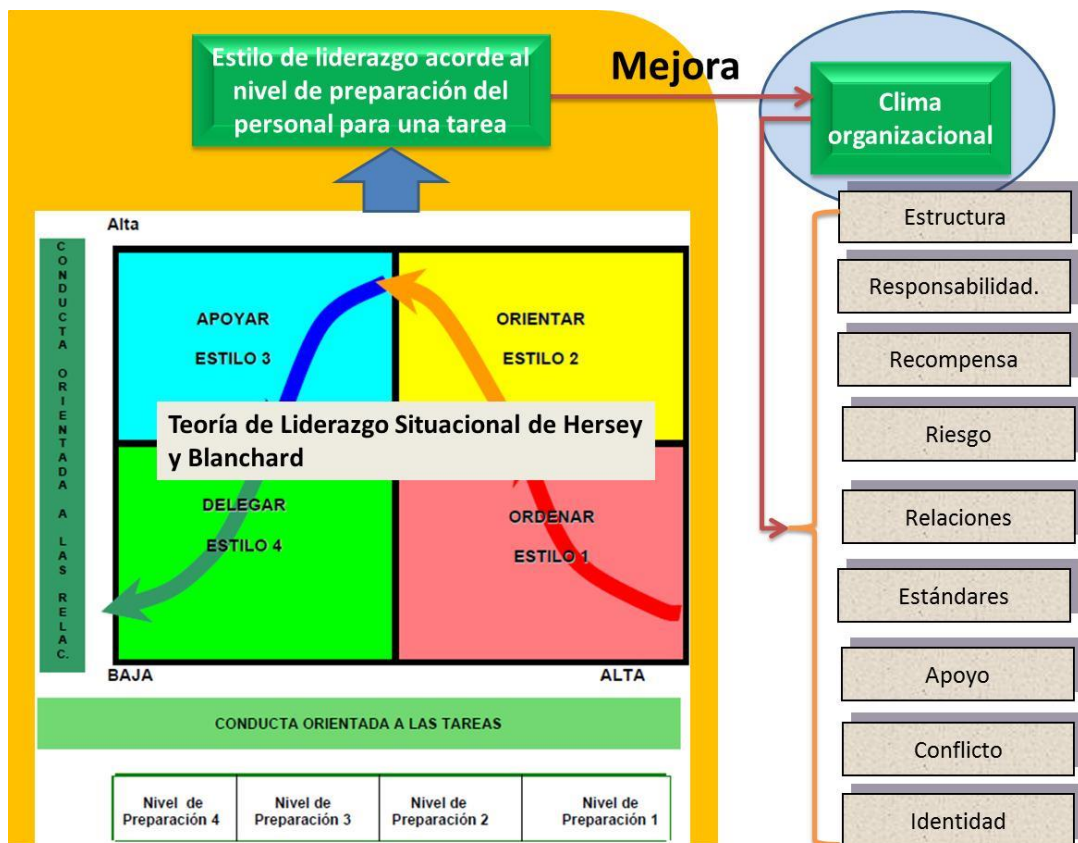 Estilo de liderazgo acorde al
nivel de preparación del
personal para una tarea
Mejora
Clima
organizacional
Alta
CONDUCTA ORIENTADA A LAS RELAC.
APOYAR
ESTILO 3
ORIENTAR
ESTILO 2
Teoría de Liderazgo Situacional de Hersey
y Blanchard
DELEGAR
ESTILO 4
ORDENAR
ESTILO 1
BAJA
ALTA
CONDUCTA ORIENTADA A LAS TAREAS
Nivel de
Preparación 4
Nivel de
Preparación 3
Nivel de
Preparación 2
Nivel de
Preparación 1
Estructura
Responsabilidad.
Recompensa
Riesgo
Relaciones
Estándares
Apoyo
Conflicto
Identidad